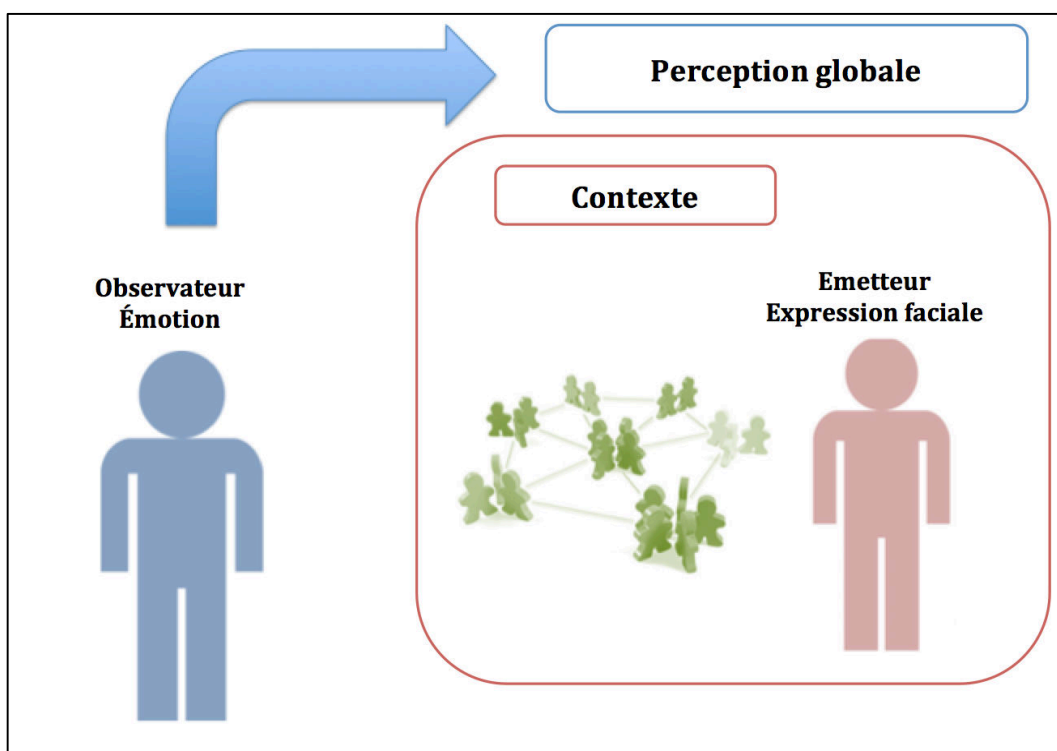 Perception globale
Contexte
Observateur
Émotion
Emetteur
Expression faciale